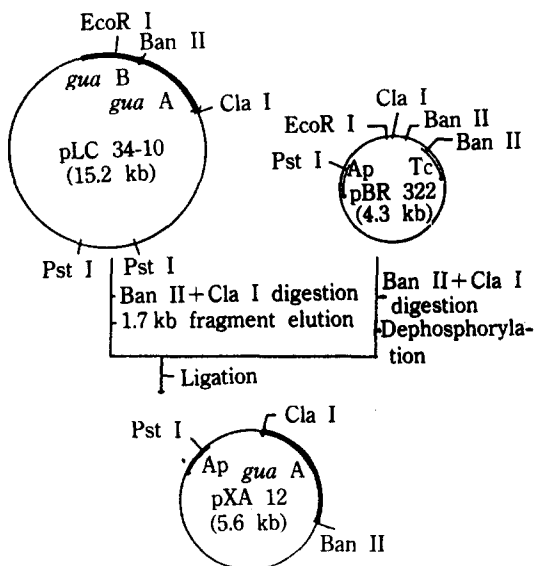 EcoR I
Ban II
gua B
gua A
Cla I
pLC 34-10
(15.2 kb)
Pst I
Pst I
Cla I
EcoR I
Ban II
Ban II
Pst I
Ap
Tc
pBR 322
(4.3 kb)
Ban II+Cla I digestion
1.7 kb fragment elution
Ban II+Cla I
digestion
Dephosphoryla-
tion
Ligation
Pst I
Cla I
Ap
gua A
pXA 12
(5.6 kb)
Ban II